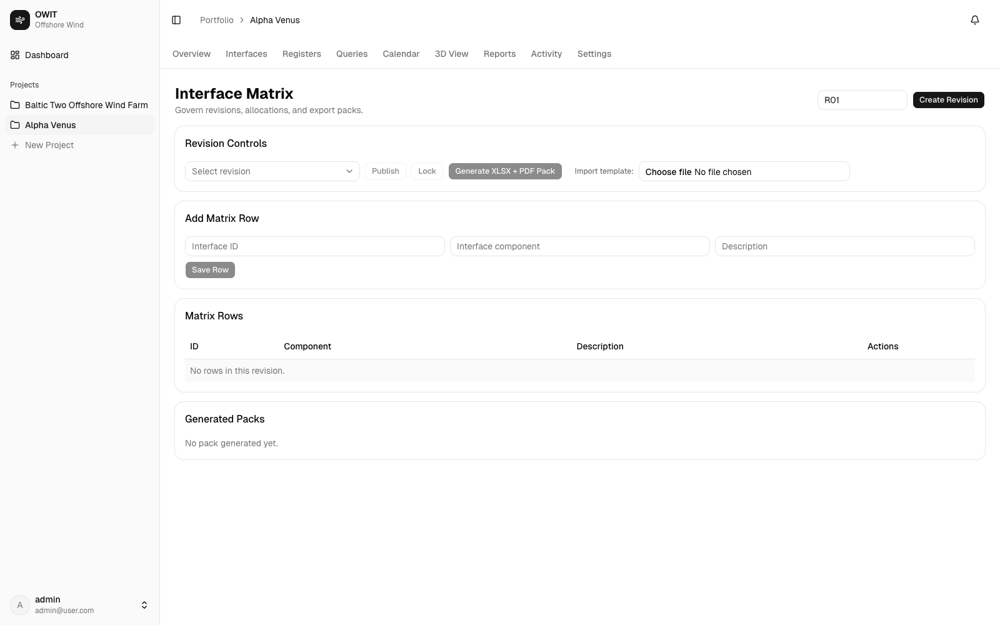 OWIT
Offshore Wind
Dashboard
Projects
Baltic Two Offshore Wind Farm
Alpha Venus
New Project
A
admin
admin@user.com
Portfolio > Alpha Venus
Overview Interfaces Registers Queries Calendar 3D View Reports Activity Settings
Interface Matrix
Govern revisions, allocations, and export packs.
R01 Create Revision
Revision Controls
Select revision Publish Lock Generate XLSX + PDF Pack Import template: Choose file No file chosen
Add Matrix Row
Interface ID Interface component Description
Save Row
Matrix Rows
ID Component Description Actions
No rows in this revision.
Generated Packs
No pack generated yet.